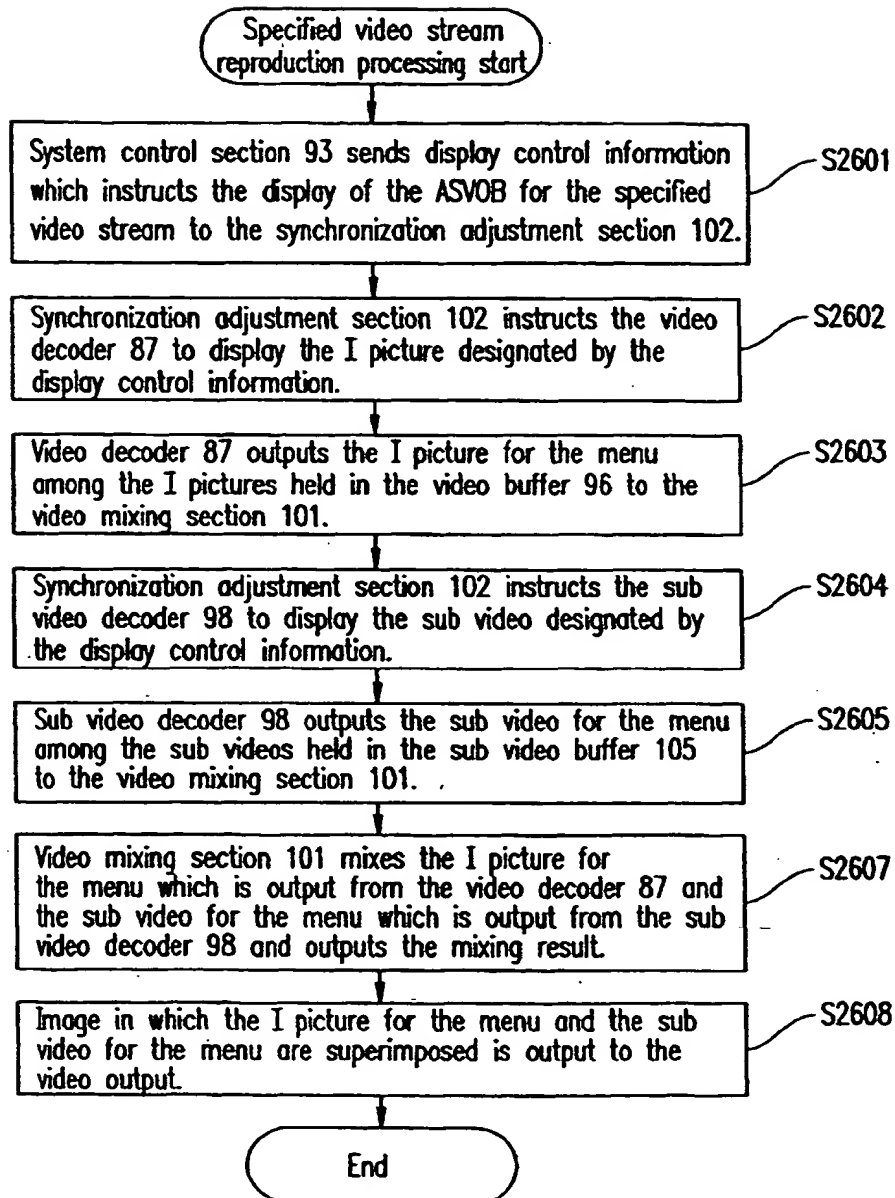 Specified video stream
reproduction processing start
System control section 93 sends display control information
which instructs the display of the ASVOB for the specified
video stream to the synchronization adjustment section 102.
S2601
Synchronization adjustment section 102 instructs the video
decoder 87 to display the I picture designated by the
display control information.
S2602
Video decoder 87 outputs the I picture for the menu
among the I pictures held in the video buffer 96 to the
video mixing section 101.
S2603
Synchronization adjustment section 102 instructs the sub
video decoder 98 to display the sub video designated by
the display control information.
S2604
Sub video decoder 98 outputs the sub video for the menu
among the sub videos held in the sub video buffer 105
to the video mixing section 101.
S2605
Video mixing section 101 mixes the I picture for
the menu which is output from the video decoder 87 and
the sub video for the menu which is output from the sub
video decoder 98 and outputs the mixing result.
S2607
Image in which the I picture for the menu and the sub
video for the menu are superimposed is output to the
video output.
S2608
End